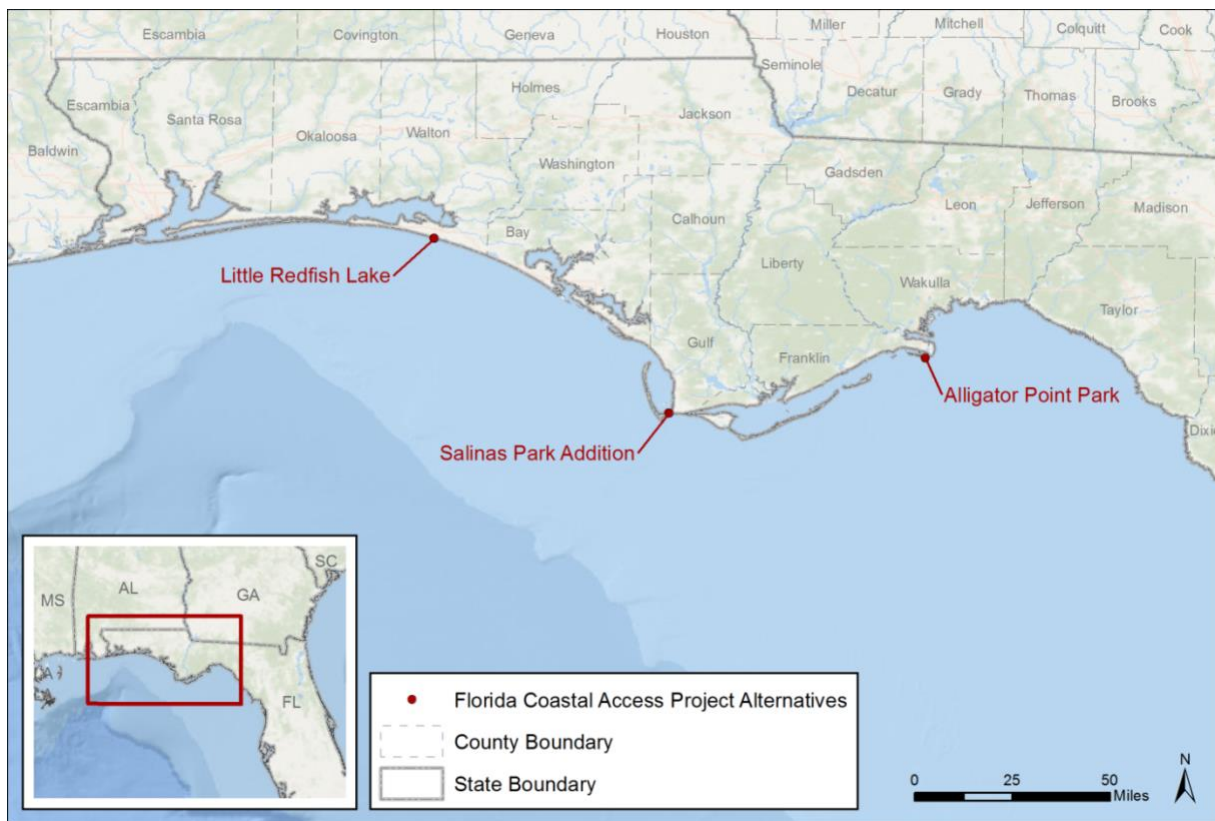 Escambia
Covington
Geneva
Houston
Miller
Mitchell
Colquitt
Cook
Seminole
Decatur
Grady
Thomas
Brooks
Escambia
Santa Rosa
Okaloosa
Walton
Holmes
Jackson
Baldwin
Washington
Gadsden
Leon
Jefferson
Madison
Calhoun
Bay
Liberty
Wakulla
Taylor
Gulf
Franklin
Dixie
Little Redfish Lake
Alligator Point Park
Salinas Park Addition
MS
AL
GA
SC
FL
Florida Coastal Access Project Alternatives
County Boundary
State Boundary
N
0 25 50
Miles